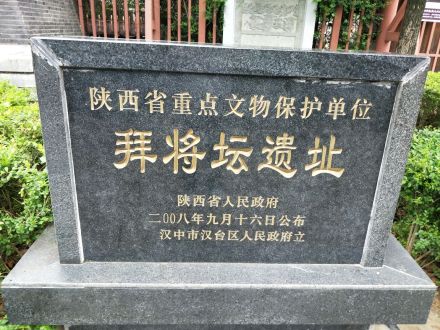 陕西省重点文物保护单位
拜将坛遗址
陕西省人民政府
二00八年九月十六日公布
汉中市汉台区人民政府立